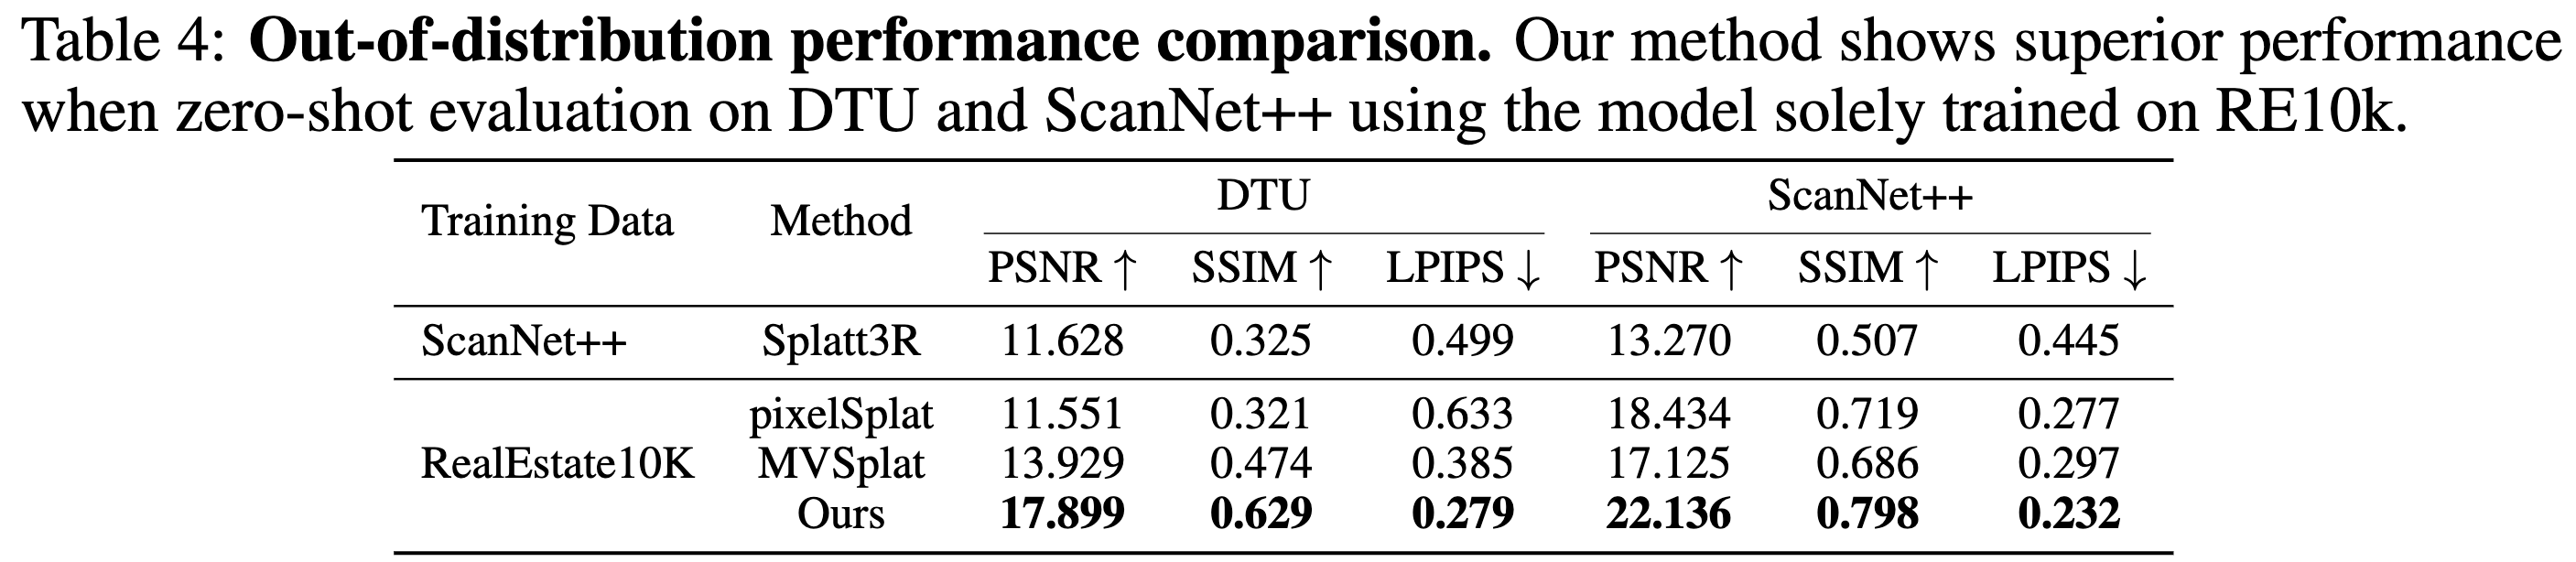 Table 4: Out-of-distribution performance comparison. Our method shows superior performance
when zero-shot evaluation on DTU and ScanNet++ using the model solely trained on RE10k.
Training Data Method DTU ScanNet++
PSNR ↑ SSIM ↑ LPIPS ↓ PSNR ↑ SSIM ↑ LPIPS ↓
ScanNet++ Splatt3R 11.628 0.325 0.499 13.270 0.507 0.445
pixelSplat 11.551 0.321 0.633 18.434 0.719 0.277
RealEstate10K MVSplat 13.929 0.474 0.385 17.125 0.686 0.297
Ours 17.899 0.629 0.279 22.136 0.798 0.232